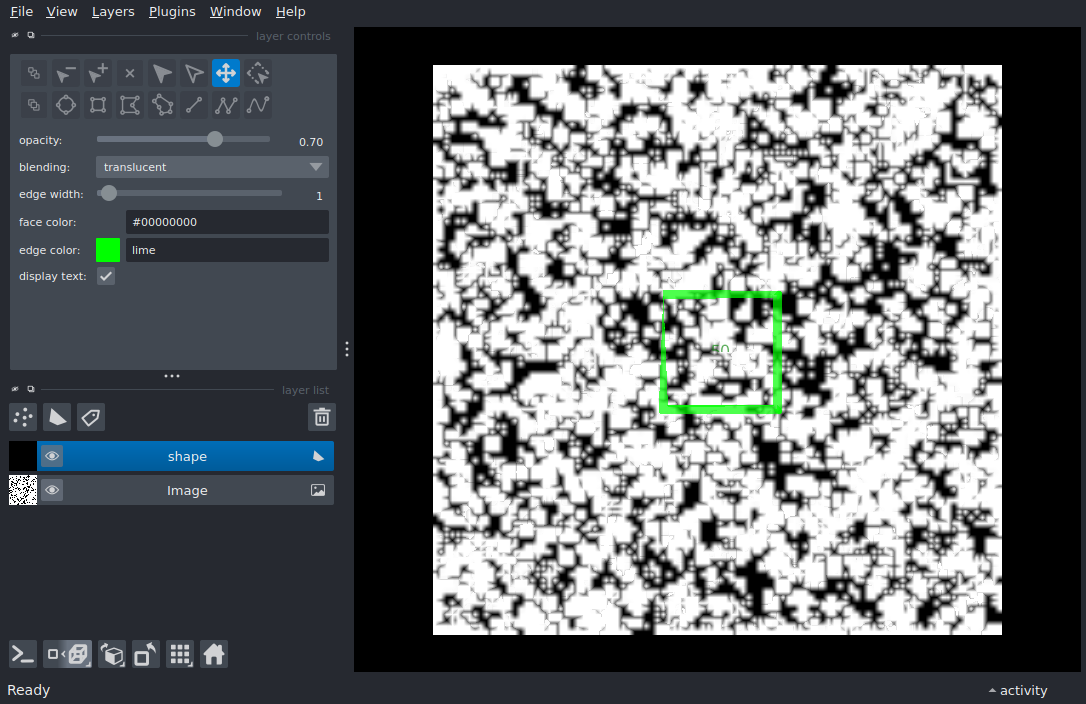 File View Layers Plugins Window Help
layer controls
opacity: 0.70
blending: translucent
edge width: 1
face color: #00000000
edge color: lime
display text:
layer list
shape
Image
Ready
activity